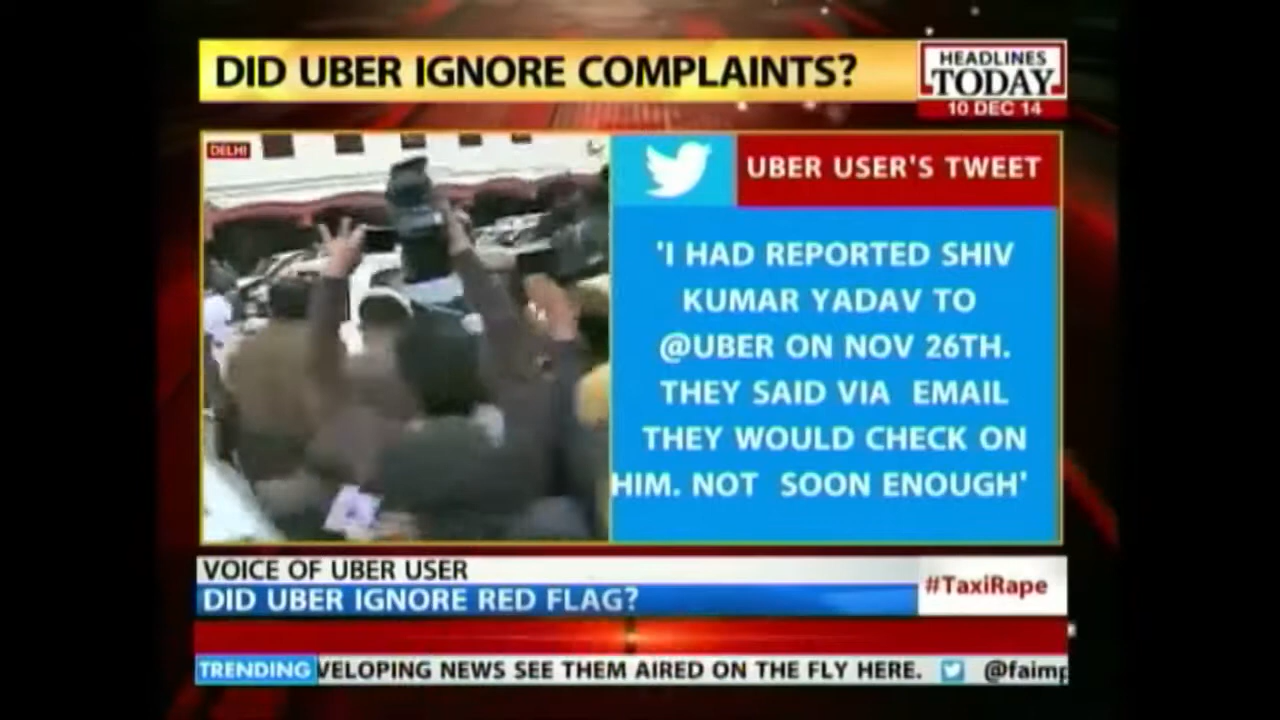 DID UBER IGNORE COMPLAINTS?
HEADLINES
TODAY
10 DEC 14
DELHI
UBER USER'S TWEET
'I HAD REPORTED SHIV
KUMAR YADAV TO
@UBER ON NOV 26TH.
THEY SAID VIA EMAIL
THEY WOULD CHECK ON
HIM. NOT SOON ENOUGH'
VOICE OF UBER USER
DID UBER IGNORE RED FLAG?
#TaxiRape
TRENDING VELOPING NEWS SEE THEM AIRED ON THE FLY HERE. @faimp